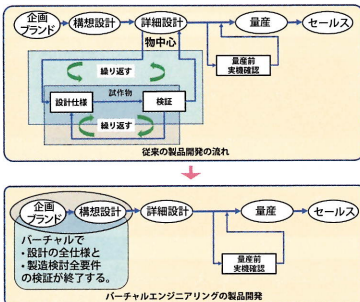 企画
ブランド
構想設計
詳細設計
量産
セールス
物中心
量産前
実機確認
繰り返す
試作物
設計仕様
検証
繰り返す
従来の製品開発の流れ
企画
ブランド
構想設計
詳細設計
量産
セールス
バーチャルで
・設計の全仕様と
・製造検討全要件
の検証が終了する。
量産前
実機確認
バーチャルエンジニアリングの製品開発